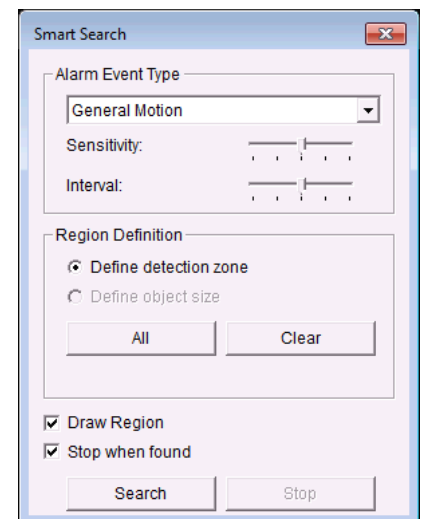 Smart Search
Alarm Event Type
General Motion
Sensitivity:
Interval:
Region Definition
Define detection zone
Define object size
All Clear
Draw Region
Stop when found
Search Stop